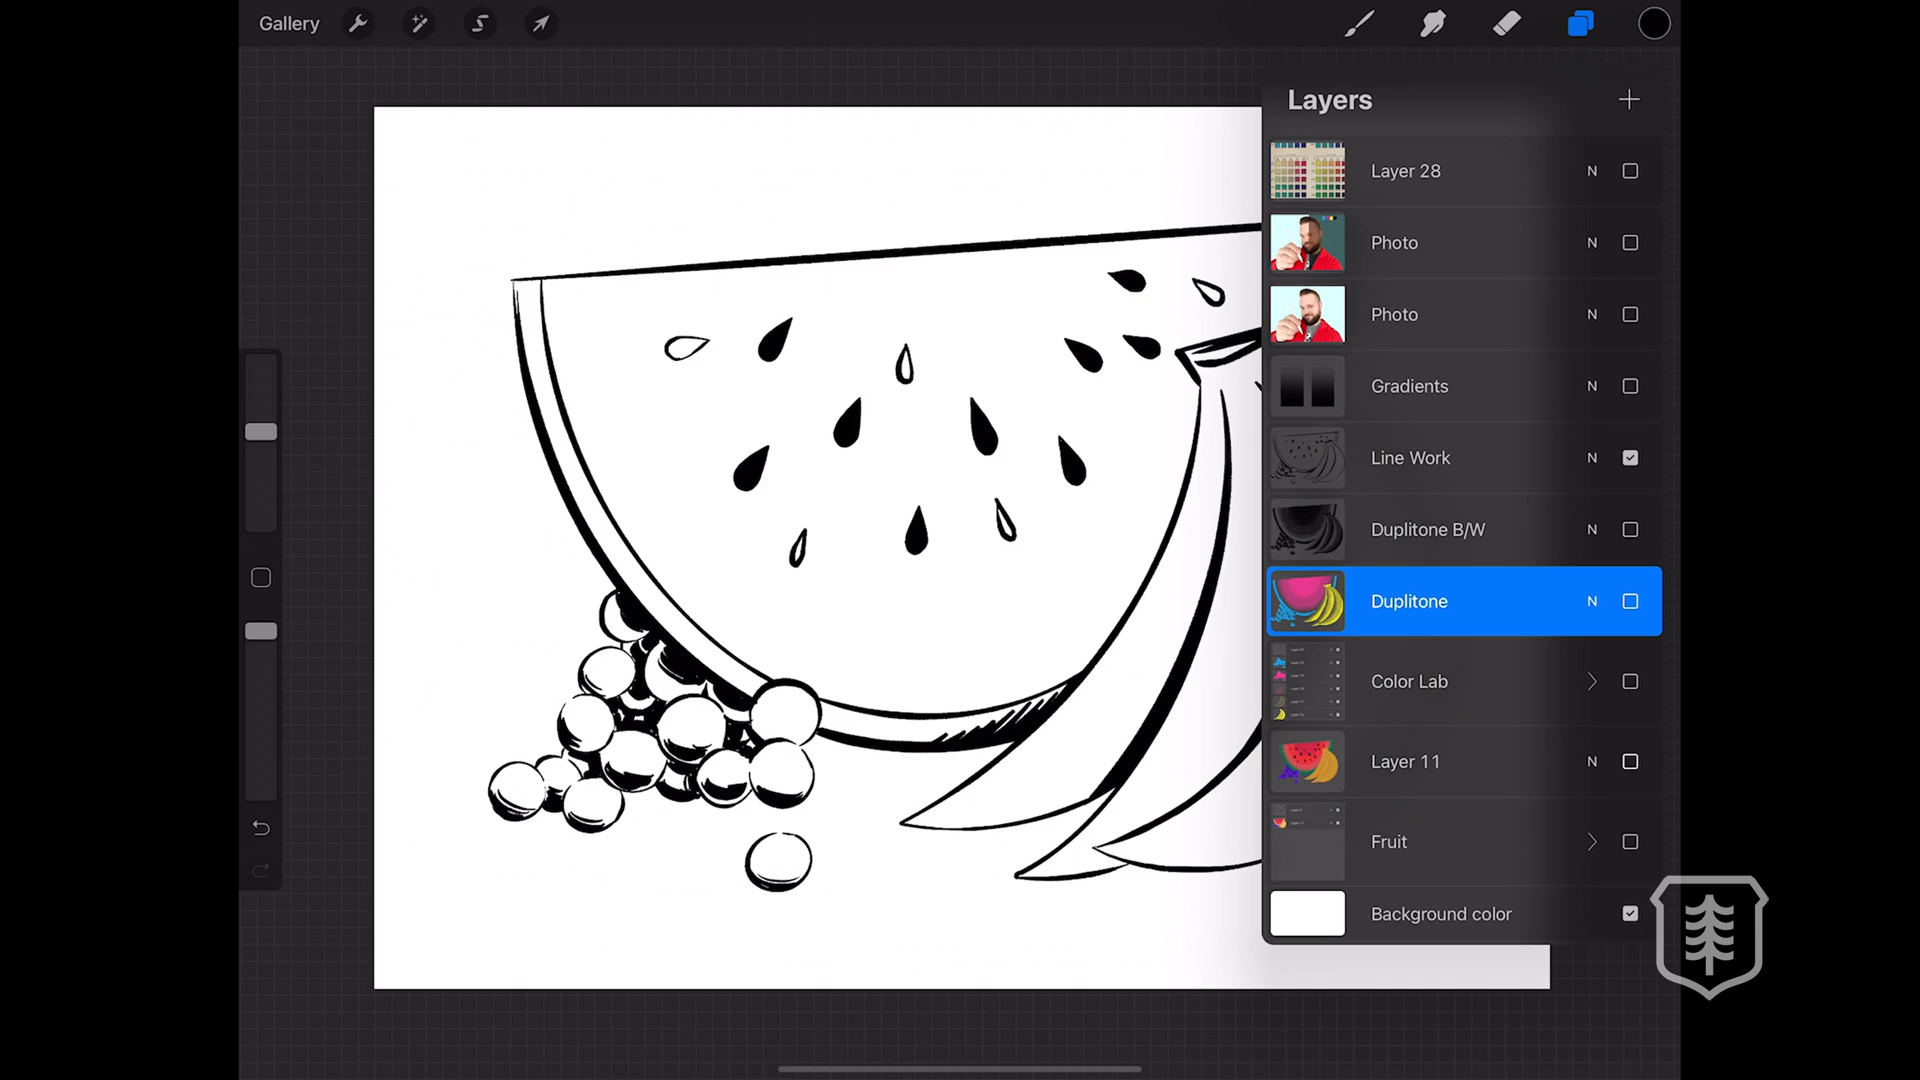 Gallery
Layers
Layer 28 N
Photo N
Photo N
Gradients N
Line Work N
Duplitone B/W N
Duplitone N
Color Lab
Layer 11 N
Fruit
Background color